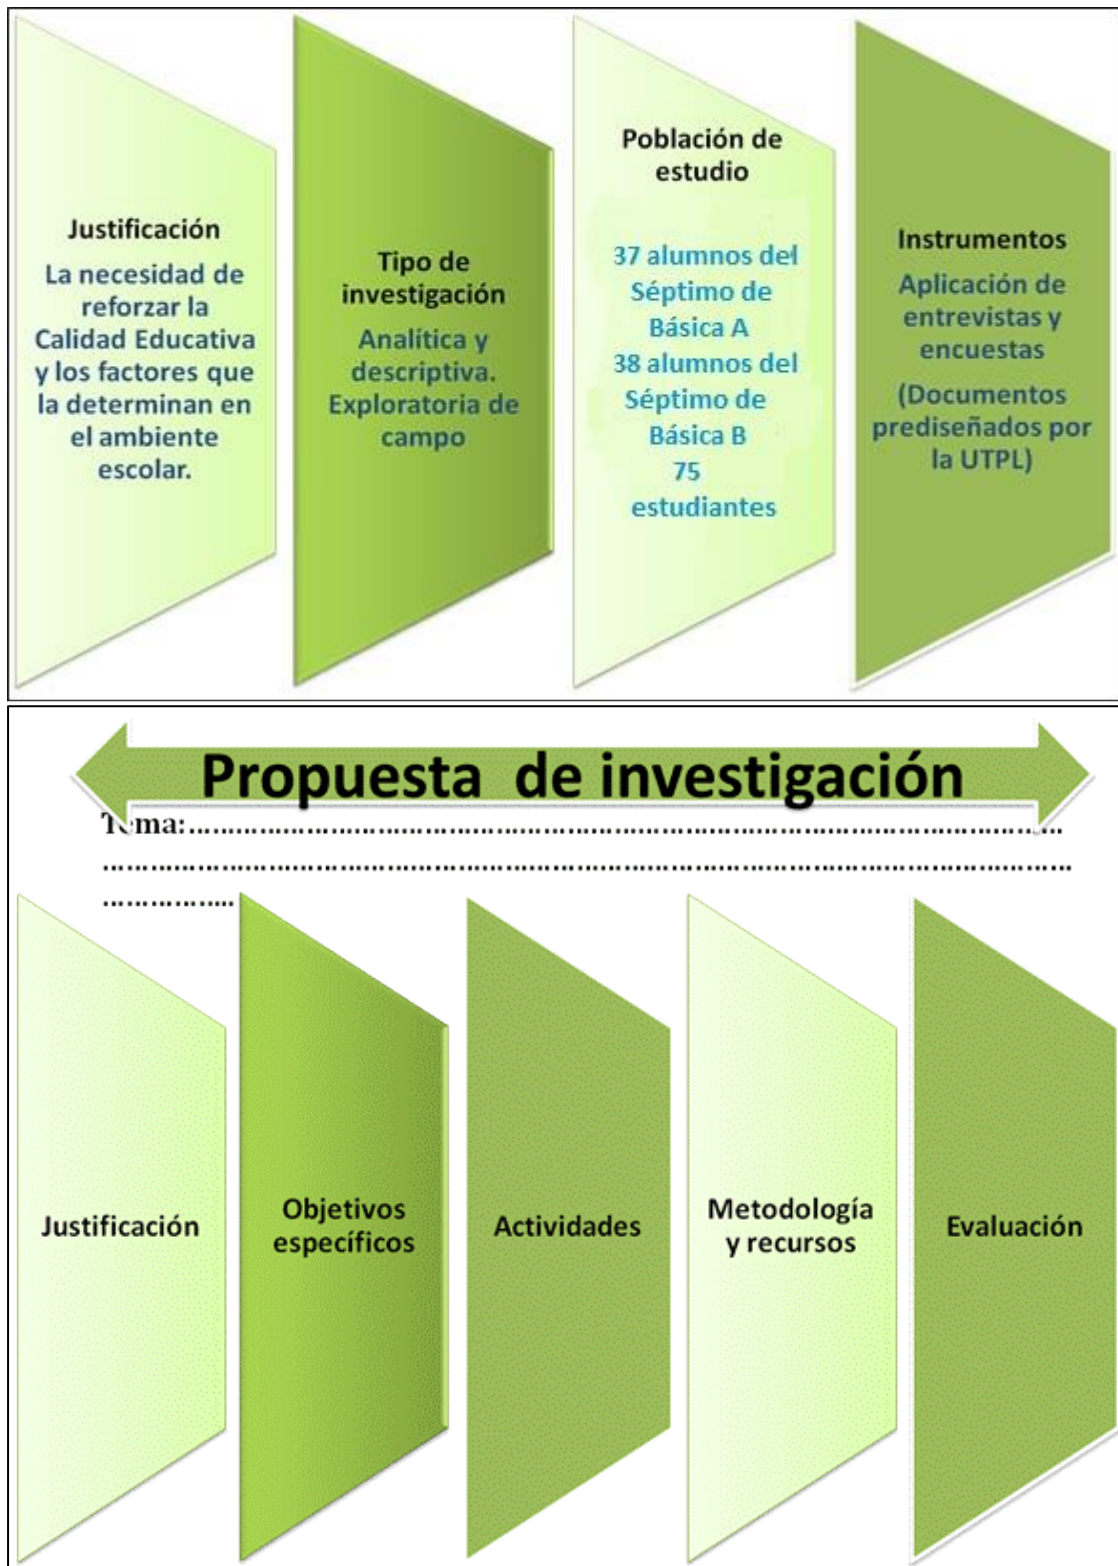 Justificación
La necesidad de
reforzar la
Calidad Educativa
y los factores que
la determinan en
el ambiente
escolar.
Tipo de
investigación
Analítica y
descriptiva.
Exploratoria de
campo
Población de
estudio
37 alumnos del
Séptimo de
Básica A
38 alumnos del
Séptimo de
Básica B
75
estudiantes
Instrumentos
Aplicación de
entrevistas y
encuestas
(Documentos
prediseñados por
la UTPL)
Propuesta de investigación
Tema:..........................................................................................
....................................................................................................
..............
Justificación
Objetivos
específicos
Actividades
Metodología
y recursos
Evaluación